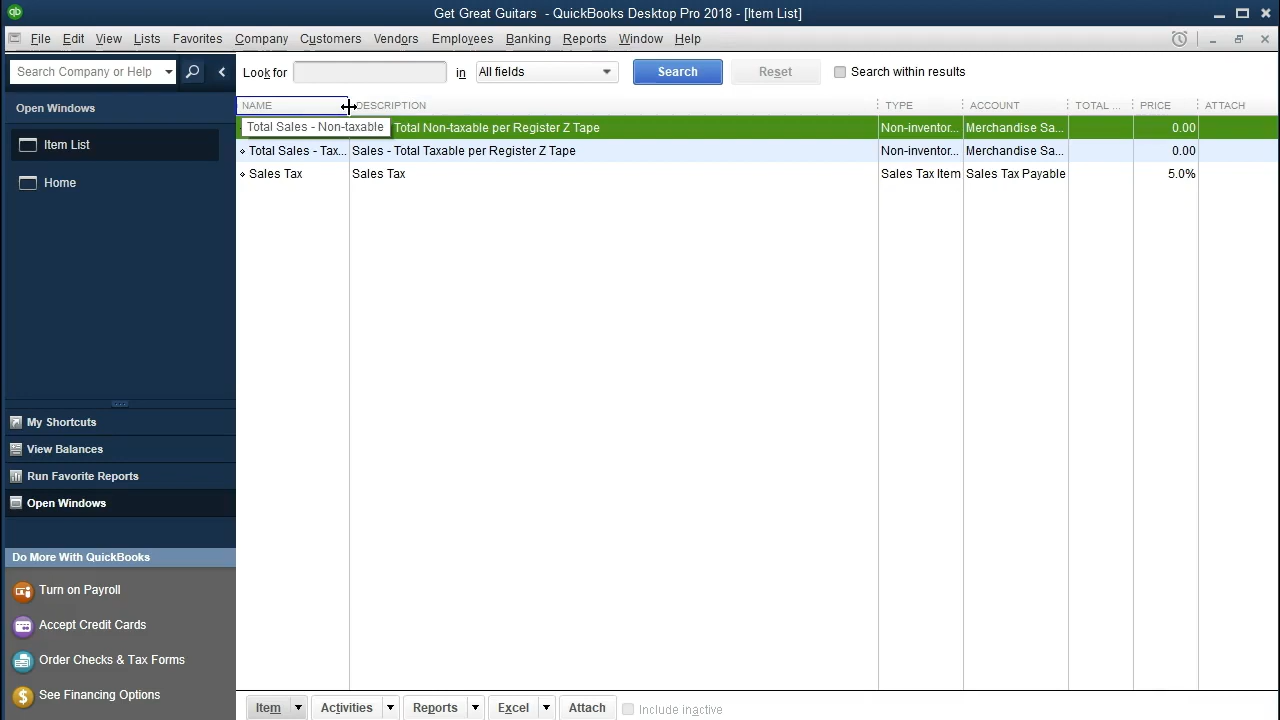 Get Great Guitars - QuickBooks Desktop Pro 2018 - [Item List]
File Edit View Lists Favorites Company Customers Vendors Employees Banking Reports Window Help
Search Company or Help
Look for in All fields Search Reset Search within results
Open Windows
Item List
Home
NAME DESCRIPTION TYPE ACCOUNT TOTAL ... PRICE ATTACH
Total Sales - Non-taxable Total Non-taxable per Register Z Tape Non-inventor... Merchandise Sa... 0.00
Total Sales - Tax... Sales - Total Taxable per Register Z Tape Non-inventor... Merchandise Sa... 0.00
Sales Tax Sales Tax Sales Tax Item Sales Tax Payable 5.0%
My Shortcuts
View Balances
Run Favorite Reports
Open Windows
Do More With QuickBooks
Turn on Payroll
Accept Credit Cards
Order Checks & Tax Forms
See Financing Options
Item Activities Reports Excel Attach Include inactive